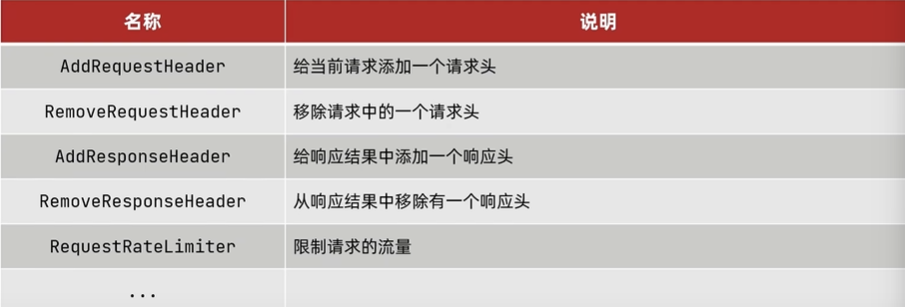 名称 说明
AddRequestHeader 给当前请求添加一个请求头
RemoveRequestHeader 移除请求中的一个请求头
AddResponseHeader 给响应结果中添加一个响应头
RemoveResponseHeader 从响应结果中移除有一个响应头
RequestRateLimiter 限制请求的流量
...